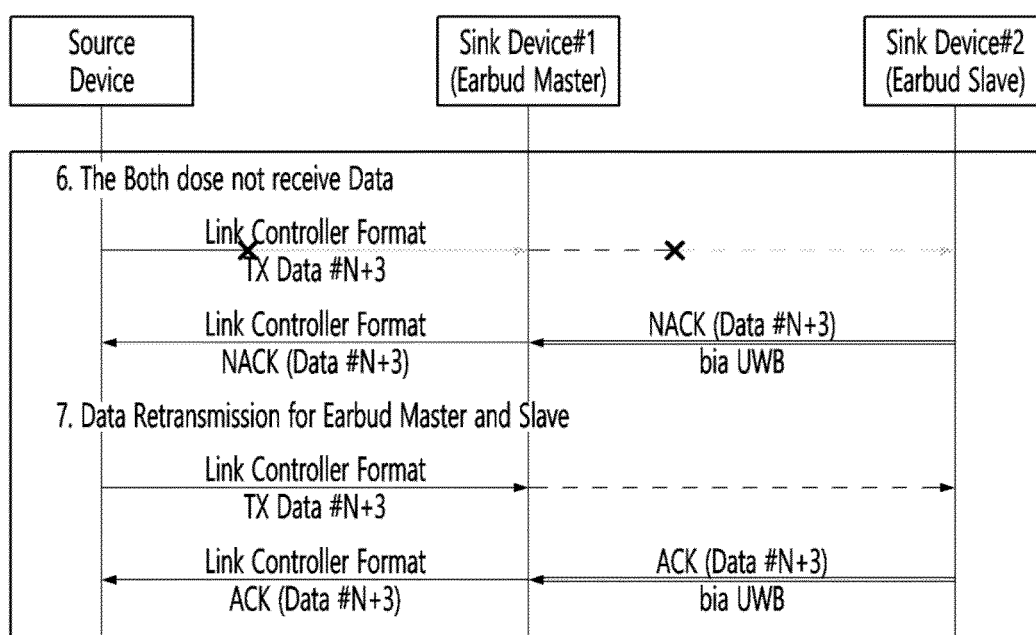 Source
Device
Sink Device#1
(Earbud Master)
Sink Device#2
(Earbud Slave)
6. The Both dose not receive Data
Link Controller Format
TX Data #N+3
Link Controller Format
NACK (Data #N+3)
NACK (Data #N+3)
bia UWB
7. Data Retransmission for Earbud Master and Slave
Link Controller Format
TX Data #N+3
Link Controller Format
ACK (Data #N+3)
ACK (Data #N+3)
bia UWB